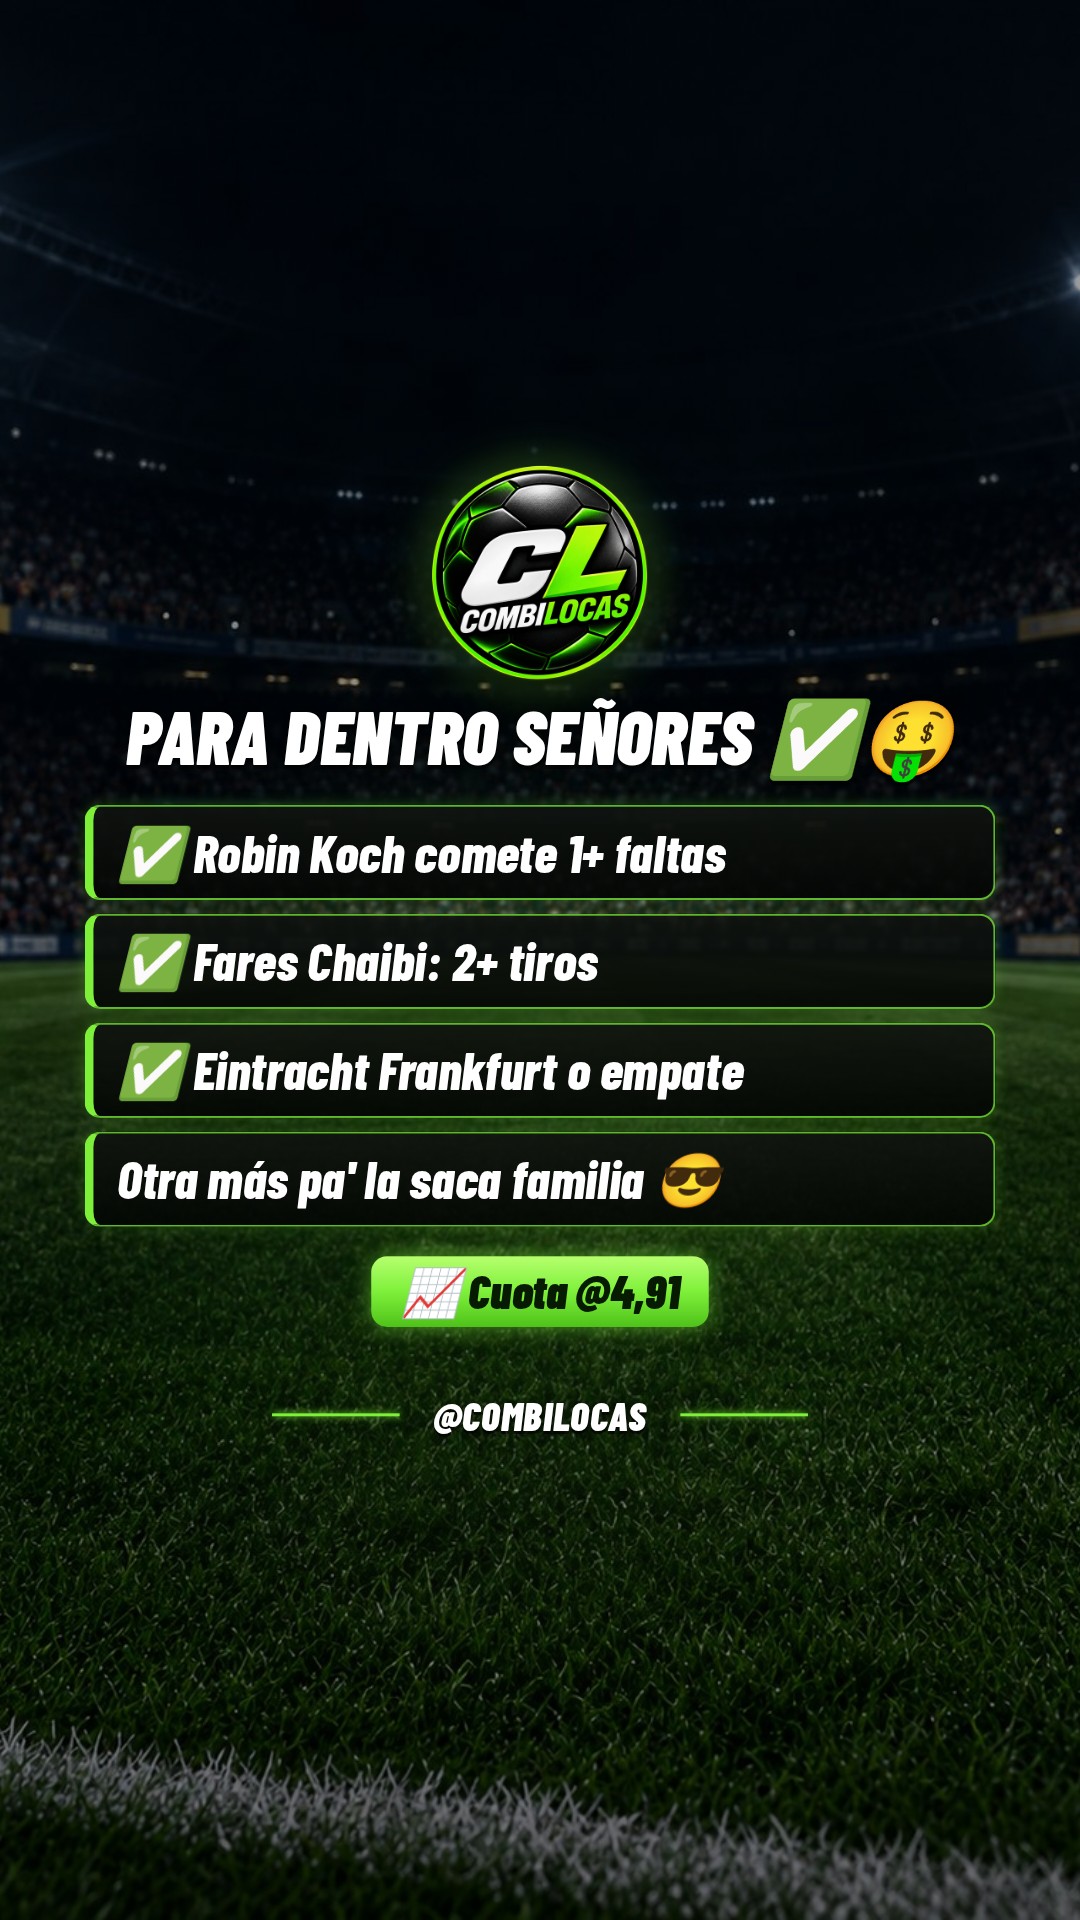 CL
COMBILOCAS
PARA DENTRO SEÑORES ✅🤑
✅ Robin Koch comete 1+ faltas
✅ Fares Chaibi: 2+ tiros
✅ Eintracht Frankfurt o empate
Otra más pa' la saca familia 😎
📈 Cuota @4,91
@COMBILOCAS